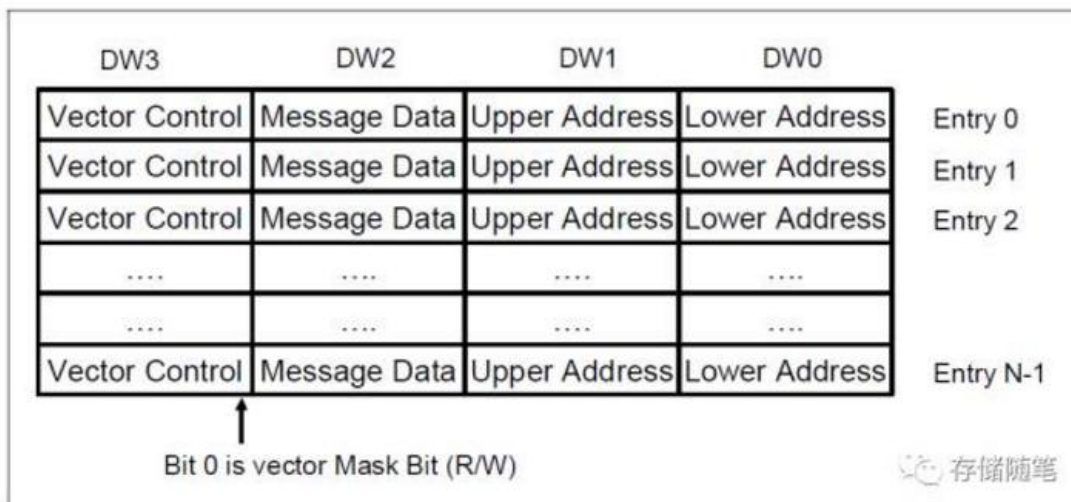 DW3 DW2 DW1 DW0
Vector Control Message Data Upper Address Lower Address Entry 0
Vector Control Message Data Upper Address Lower Address Entry 1
Vector Control Message Data Upper Address Lower Address Entry 2
.... .... .... ....
.... .... .... ....
Vector Control Message Data Upper Address Lower Address Entry N-1
Bit 0 is vector Mask Bit (R/W)
存储随笔